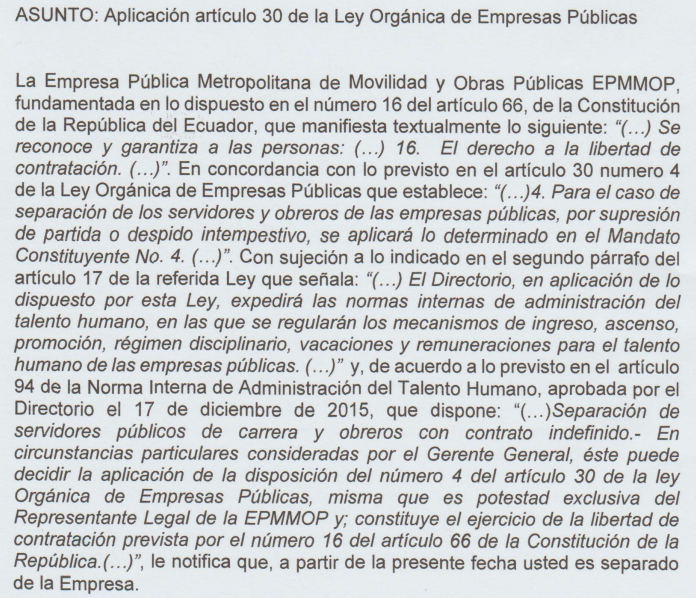 ASUNTO: Aplicación artículo 30 de la Ley Orgánica de Empresas Públicas
La Empresa Pública Metropolitana de Movilidad y Obras Públicas EPMMOP,
fundamentada en lo dispuesto en el número 16 del artículo 66, de la Constitución
de la República del Ecuador, que manifiesta textualmente lo siguiente: “(…) Se
reconoce y garantiza a las personas: (…) 16. El derecho a la libertad de
contratación. (…)”. En concordancia con lo previsto en el artículo 30 numero 4
de la Ley Orgánica de Empresas Públicas que establece: “(…)4. Para el caso de
separación de los servidores y obreros de las empresas públicas, por supresión
de partida o despido intempestivo, se aplicará lo determinado en el Mandato
Constituyente No. 4. (…)”. Con sujeción a lo indicado en el segundo párrafo del
artículo 17 de la referida Ley que señala: “(…) El Directorio, en aplicación de lo
dispuesto por esta Ley, expedirá las normas internas de administración del
talento humano, en las que se regularán los mecanismos de ingreso, ascenso,
promoción, régimen disciplinario, vacaciones y remuneraciones para el talento
humano de las empresas públicas. (…)” y, de acuerdo a lo previsto en el artículo
94 de la Norma Interna de Administración del Talento Humano, aprobada por el
Directorio el 17 de diciembre de 2015, que dispone: “(…)Separación de
servidores públicos de carrera y obreros con contrato indefinido.- En
circunstancias particulares consideradas por el Gerente General, éste puede
decidir la aplicación de la disposición del número 4 del artículo 30 de la ley
Orgánica de Empresas Públicas, misma que es potestad exclusiva del
Representante Legal de la EPMMOP y; constituye el ejercicio de la libertad de
contratación prevista por el número 16 del artículo 66 de la Constitución de la
República.(…)”, le notifica que, a partir de la presente fecha usted es separado
de la Empresa.